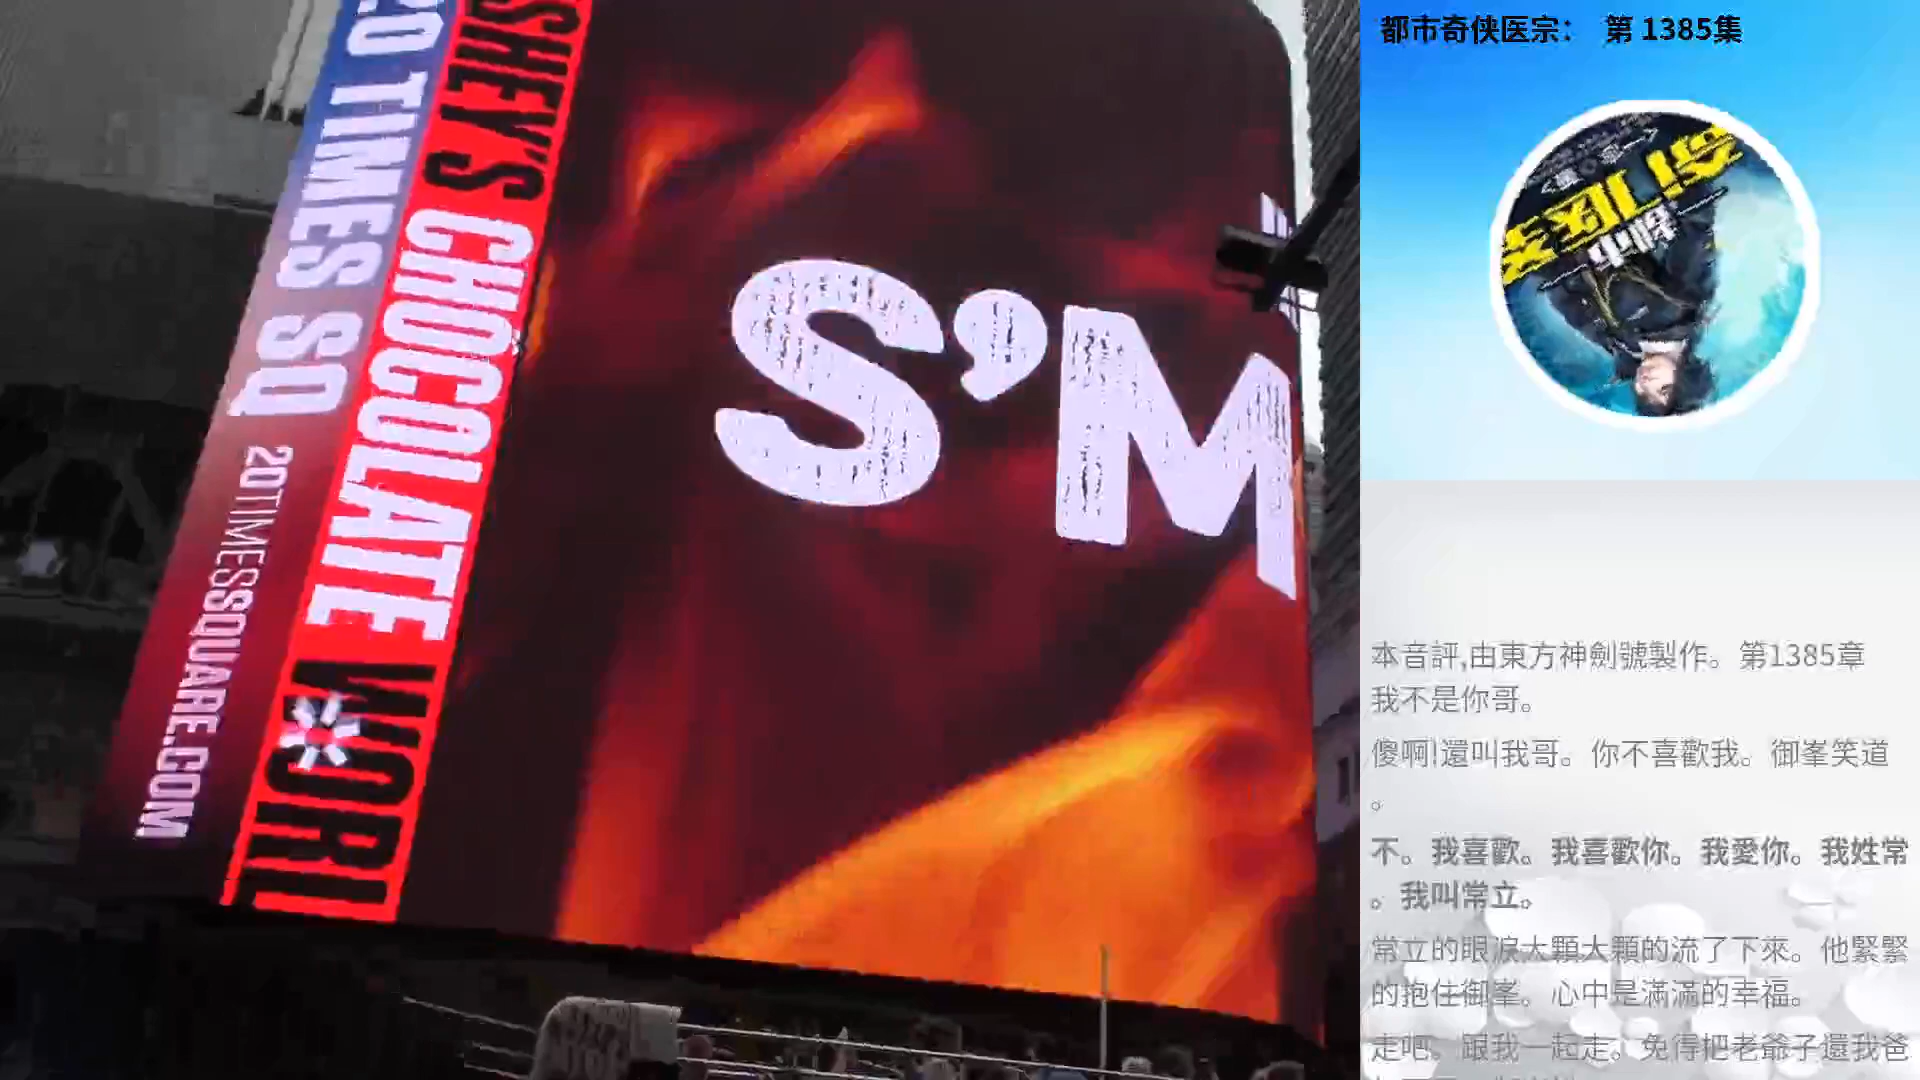 20 TIMES SQ
20TIMESSQUARE.COM
SHEY'S CHOCOLATE WORL
S'M
都市奇侠医宗： 第 1385集
本音評,由東方神劍號製作。第1385章
我不是你哥。
傻啊!還叫我哥。你不喜歡我。御峯笑道
。
不。我喜歡。我喜歡你。我愛你。我姓常
。我叫常立。
常立的眼淚大顆大顆的流了下來。他緊緊
的抱住御峯。心中是滿滿的幸福。
走吧。跟我一起走。免得把老爺子還我爸